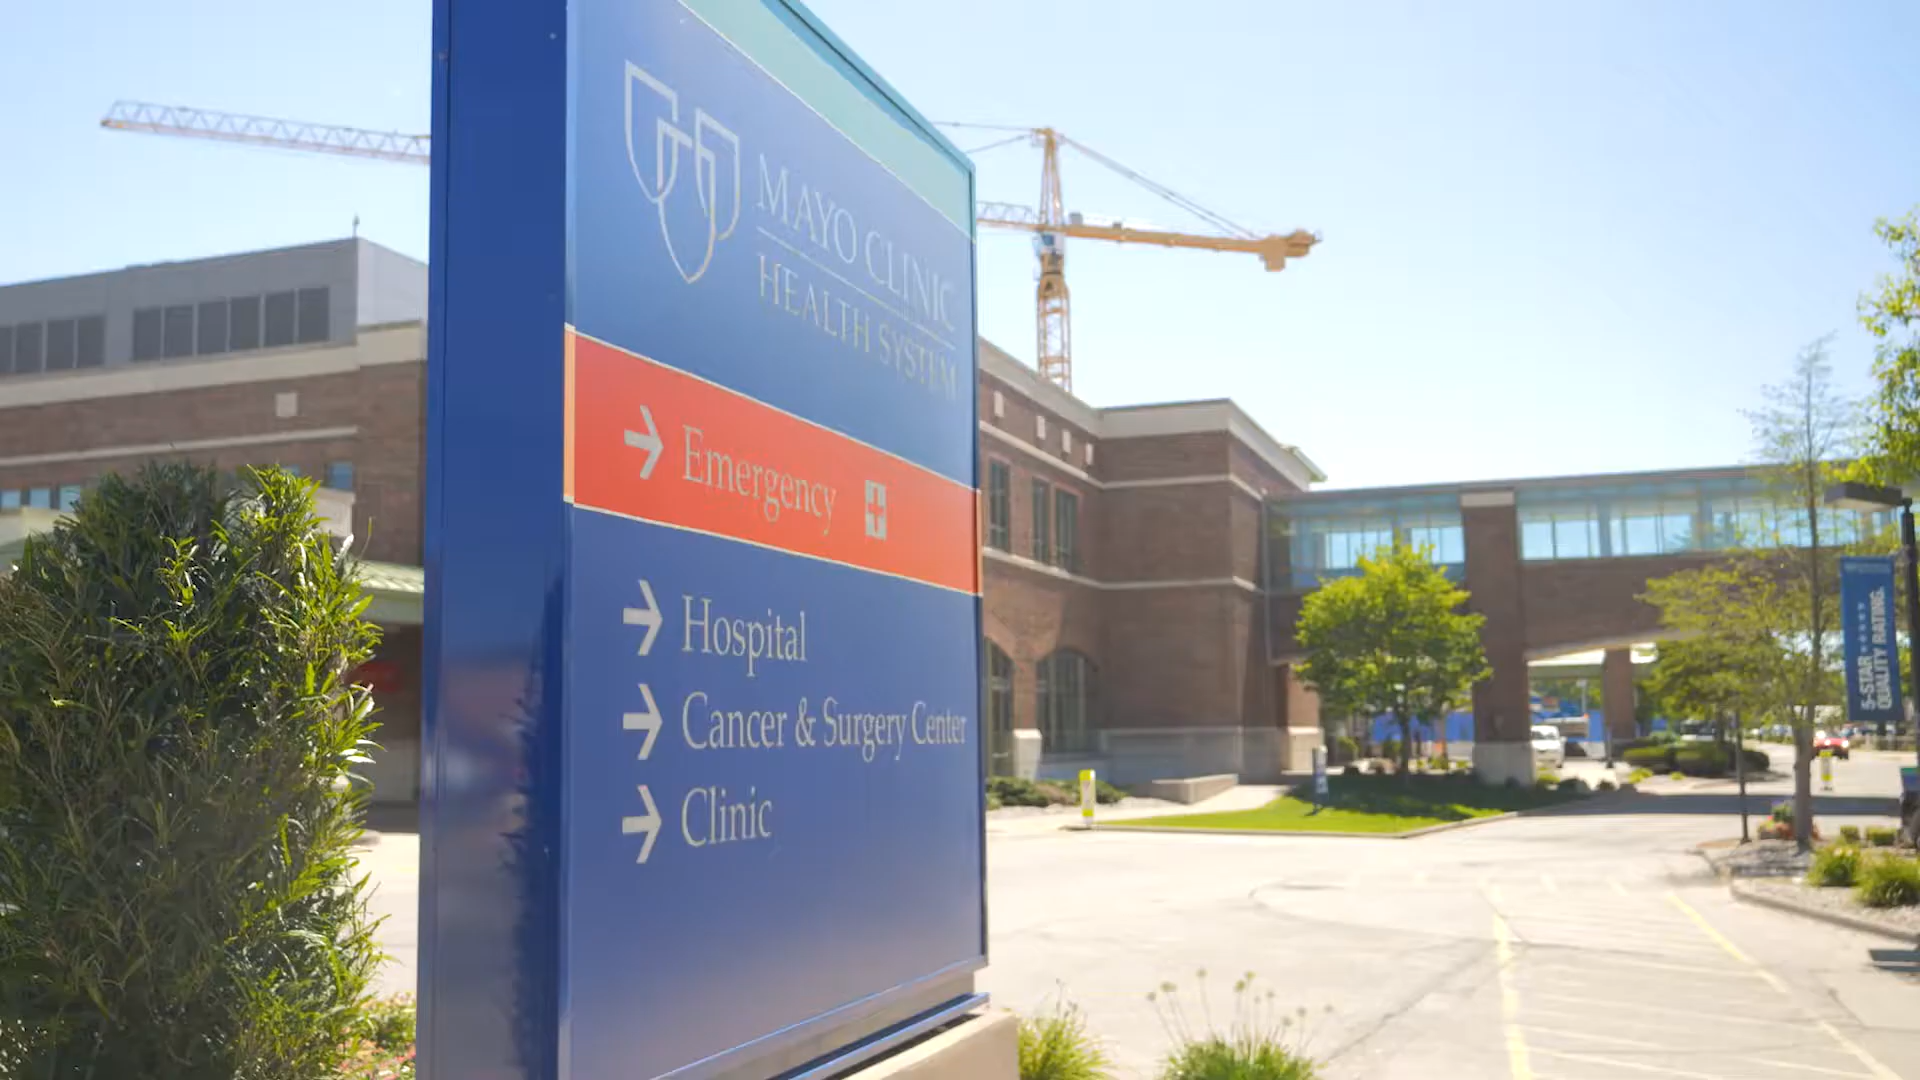 MAYO CLINIC
HEALTH SYSTEM
Emergency
Hospital
Cancer & Surgery Center
Clinic
5-STAR
QUALITY RATING.